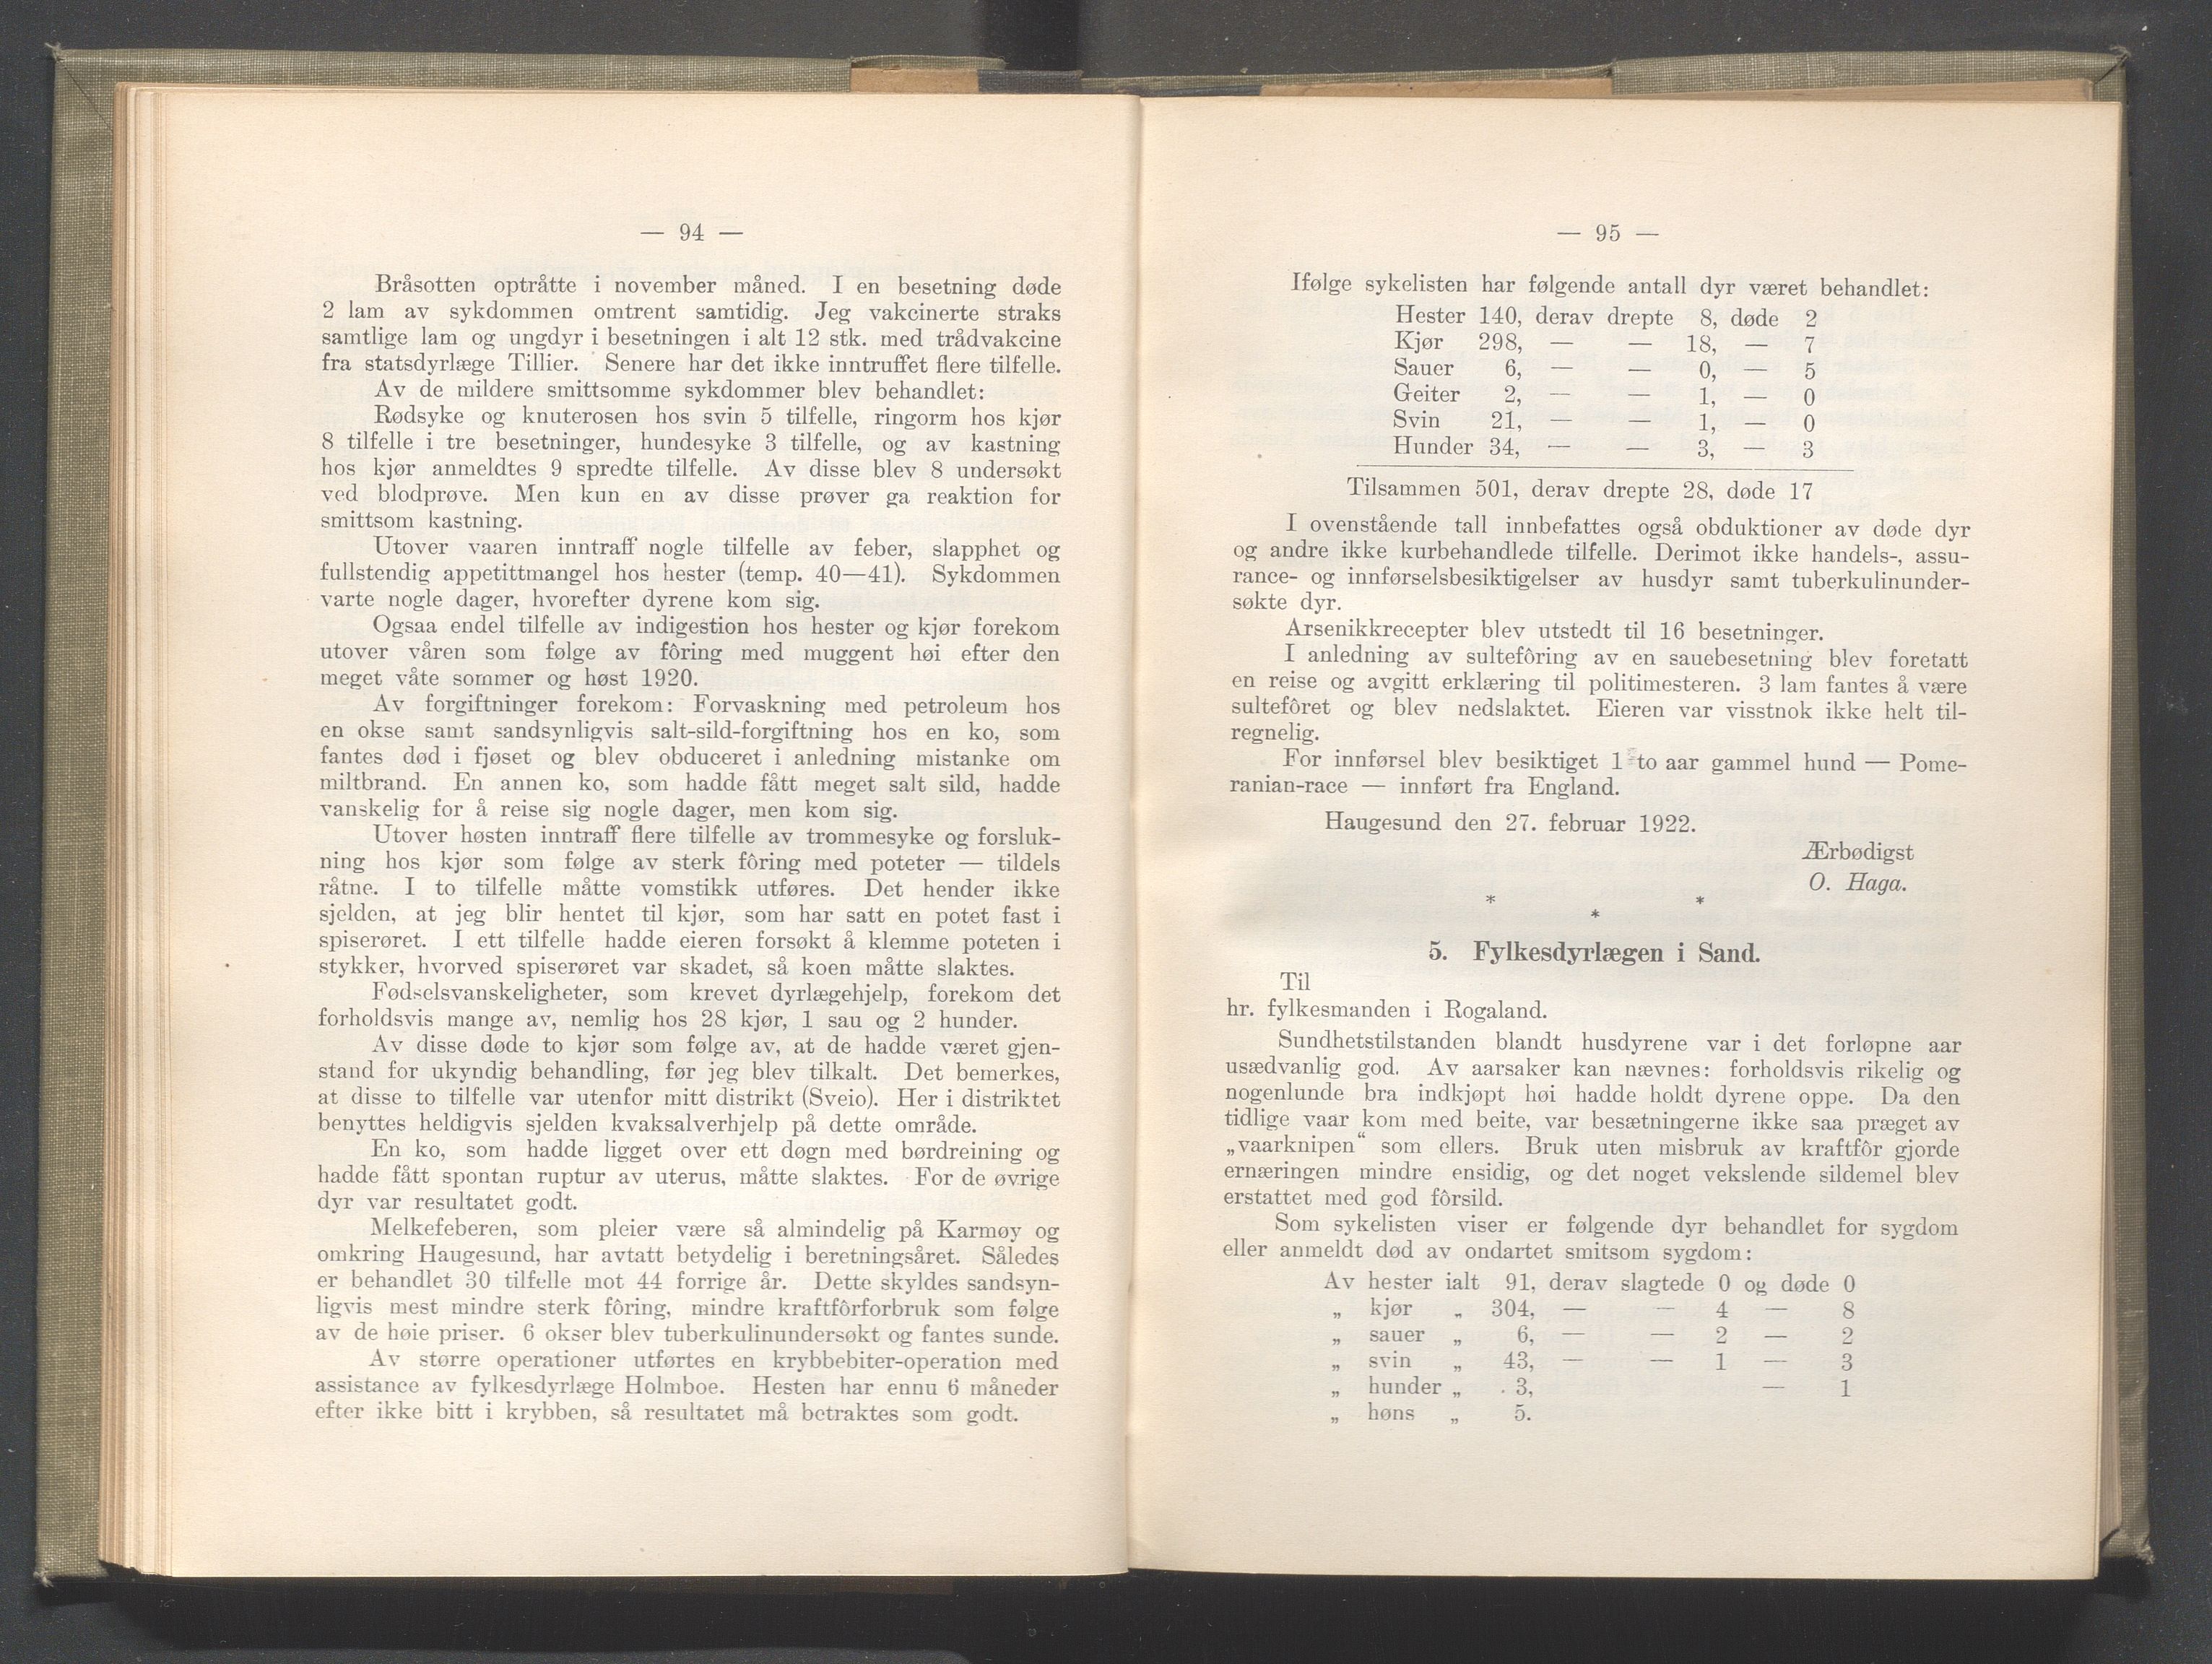 — 94 —
Bråsotten optråtte i november måned. I en besetning døde
2 lam av sykdommen omtrent samtidig. Jeg vakcinerte straks
samtlige lam og ungdyr i besetningen i alt 12 stk. med trådvakcine
fra statsdyrlæge Tillier. Senere har det ikke inntruffet flere tilfelle.
Av de mildere smittsomme sykdommer blev behandlet:
Rødsyke og knuterosen hos svin 5 tilfelle, ringorm hos kjør
8 tilfelle i tre besetninger, hundesyke 3 tilfelle, og av kastning
hos kjør anmeldtes 9 spredte tilfelle. Av disse blev 8 undersøkt
ved blodprøve. Men kun en av disse prøver ga reaktion for
smittsom kastning.
Utover vaaren inntraff nogle tilfelle av feber, slapphet og
fullstendig appetittmangel hos hester (temp. 40—41). Sykdommen
varte nogle dager, hvorefter dyrene kom sig.
Ogsaa endel tilfelle av indigestion hos hester og kjør forekom
utover våren som følge av fôring med muggent høi efter den
meget våte sommer og høst 1920.
Av forgiftninger forekom: Forvaskning med petroleum hos
en okse samt sandsynligvis salt-sild-forgiftning hos en ko, som
fantes død i fjøset og blev obduceret i anledning mistanke om
miltbrand. En annen ko, som hadde fått meget salt sild, hadde
vanskelig for å reise sig nogle dager, men kom sig.
Utover høsten inntraff flere tilfelle av trommesyke og forsluk-
ning hos kjør som følge av sterk fôring med poteter — tildels
råtne. I to tilfelle måtte vomstikk utføres. Det hender ikke
sjelden, at jeg blir hentet til kjør, som har satt en potet fast i
spiserøret. I ett tilfelle hadde eieren forsøkt å klemme poteten i
stykker, hvorved spiserøret var skadet, så koen måtte slaktes.
Fødselsvanskeligheter, som krevet dyrlægehjelp, forekom det
forholdsvis mange av, nemlig hos 28 kjør, 1 sau og 2 hunder.
Av disse døde to kjør som følge av, at de hadde været gjen-
stand for ukyndig behandling, før jeg blev tilkalt. Det bemerkes,
at disse to tilfelle var utenfor mitt distrikt (Sveio). Her i distriktet
benyttes heldigvis sjelden kvaksalverhjelp på dette område.
En ko, som hadde ligget over ett døgn med børdreining og
hadde fått spontan ruptur av uterus, måtte slaktes. For de øvrige
dyr var resultatet godt.
Melkefeberen, som pleier være så almindelig på Karmøy og
omkring Haugesund, har avtatt betydelig i beretningsåret. Således
er behandlet 30 tilfelle mot 44 forrige år. Dette skyldes sandsyn-
ligvis mest mindre sterk fôring, mindre kraftfôrforbruk som følge
av de høie priser. 6 okser blev tuberkulinundersøkt og fantes sunde.
Av større operationer utførtes en krybbebiter-operation med
assistance av fylkesdyrlæge Holmboe. Hesten har ennu 6 måneder
efter ikke bitt i krybben, så resultatet må betraktes som godt.
— 95 —
Ifølge sykelisten har følgende antall dyr været behandlet:
Hester 140, derav drepte 8, døde 2
Kjør 298, — — 18, — 7
Sauer 6, — — 0, — 5
Geiter 2, — — 1, — 0
Svin 21, — — 1, — 0
Hunder 34, — — 3, — 3
Tilsammen 501, derav drepte 28, døde 17
I ovenstående tall innbefattes også obduktioner av døde dyr
og andre ikke kurbehandlede tilfelle. Derimot ikke handels-, assu-
rance- og innførselsbesiktigelser av husdyr samt tuberkulinunder-
søkte dyr.
Arsenikkrecepter blev utstedt til 16 besetninger.
I anledning av sultefôring av en sauebesetning blev foretatt
en reise og avgitt erklæring til politimesteren. 3 lam fantes å være
sultefôret og blev nedslaktet. Eieren var visstnok ikke helt til-
regnelig.
For innførsel blev besiktiget 1 to aar gammel hund — Pome-
ranian-race — innført fra England.
Haugesund den 27. februar 1922.
Ærbødigst
O. Haga.
* * *
5. Fylkesdyrlægen i Sand.
Til
hr. fylkesmanden i Rogaland.
Sundhetstilstanden blandt husdyrene var i det forløpne aar
usædvanlig god. Av aarsaker kan nævnes: forholdsvis rikelig og
nogenlunde bra indkjøpt høi hadde holdt dyrene oppe. Da den
tidlige vaar kom med beite, var besætningerne ikke saa præget av
„vaarknipen“ som ellers. Bruk uten misbruk av kraftfôr gjorde
ernæringen mindre ensidig, og det noget vekslende sildemel blev
erstattet med god fôrsild.
Som sykelisten viser er følgende dyr behandlet for sygdom
eller anmeldt død av ondartet smitsom sygdom:
Av hester ialt 91, derav slagtede 0 og døde 0
„ kjør „ 304, — — 4 — 8
„ sauer „ 6, — — 2 — 2
„ svin „ 43, — — 1 — 3
„ hunder „ 3, — 1
„ høns „ 5.